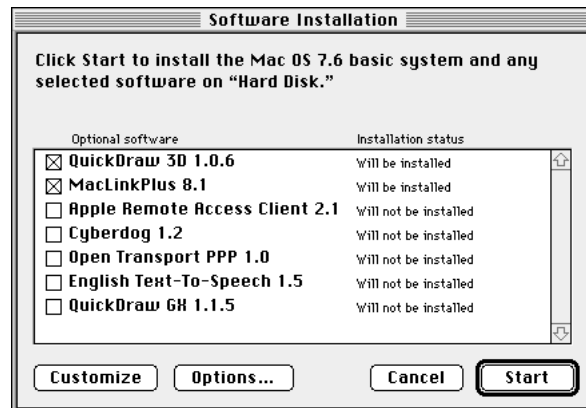 Software Installation
Click Start to install the Mac OS 7.6 basic system and any
selected software on “Hard Disk.”
Optional software Installation status
QuickDraw 3D 1.0.6 Will be installed
MacLinkPlus 8.1 Will be installed
Apple Remote Access Client 2.1 Will not be installed
Cyberdog 1.2 Will not be installed
Open Transport PPP 1.0 Will not be installed
English Text-To-Speech 1.5 Will not be installed
QuickDraw GX 1.1.5 Will not be installed
Customize Options... Cancel Start